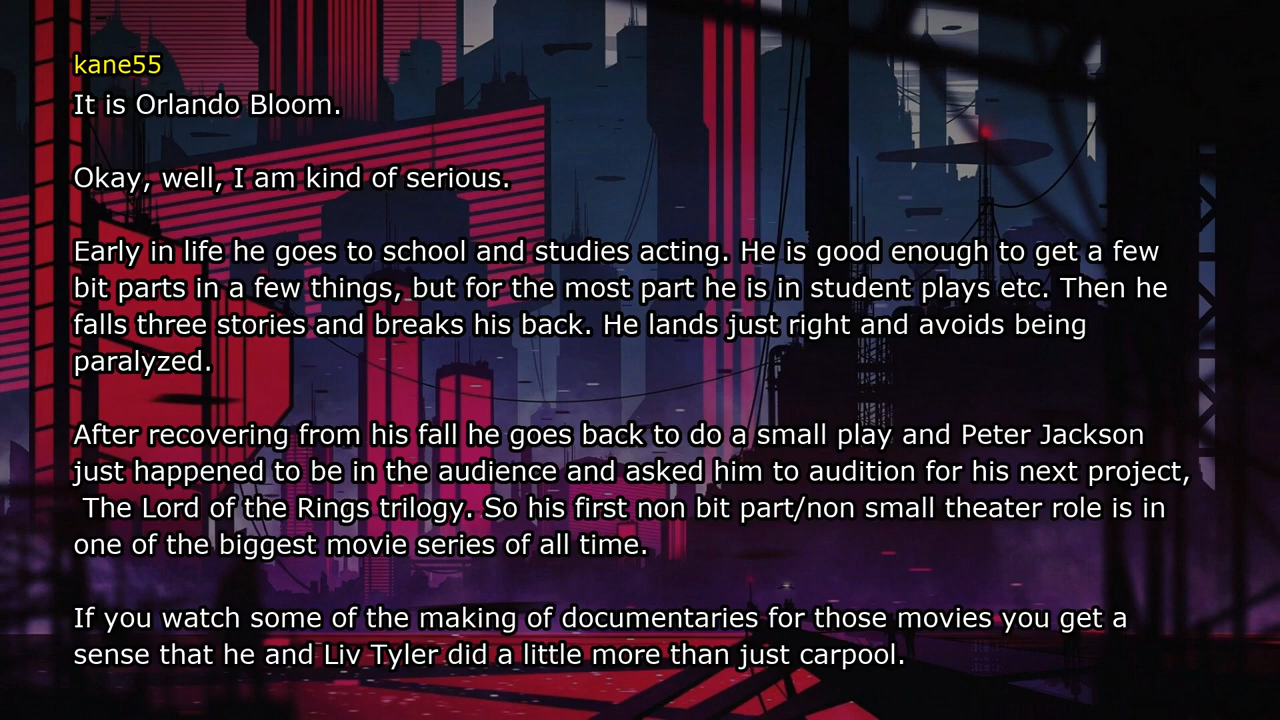 kane55
It is Orlando Bloom.
Okay, well, I am kind of serious.
Early in life he goes to school and studies acting. He is good enough to get a few
bit parts in a few things, but for the most part he is in student plays etc. Then he
falls three stories and breaks his back. He lands just right and avoids being
paralyzed.
After recovering from his fall he goes back to do a small play and Peter Jackson
just happened to be in the audience and asked him to audition for his next project,
The Lord of the Rings trilogy. So his first non bit part/non small theater role is in
one of the biggest movie series of all time.
If you watch some of the making of documentaries for those movies you get a
sense that he and Liv Tyler did a little more than just carpool.